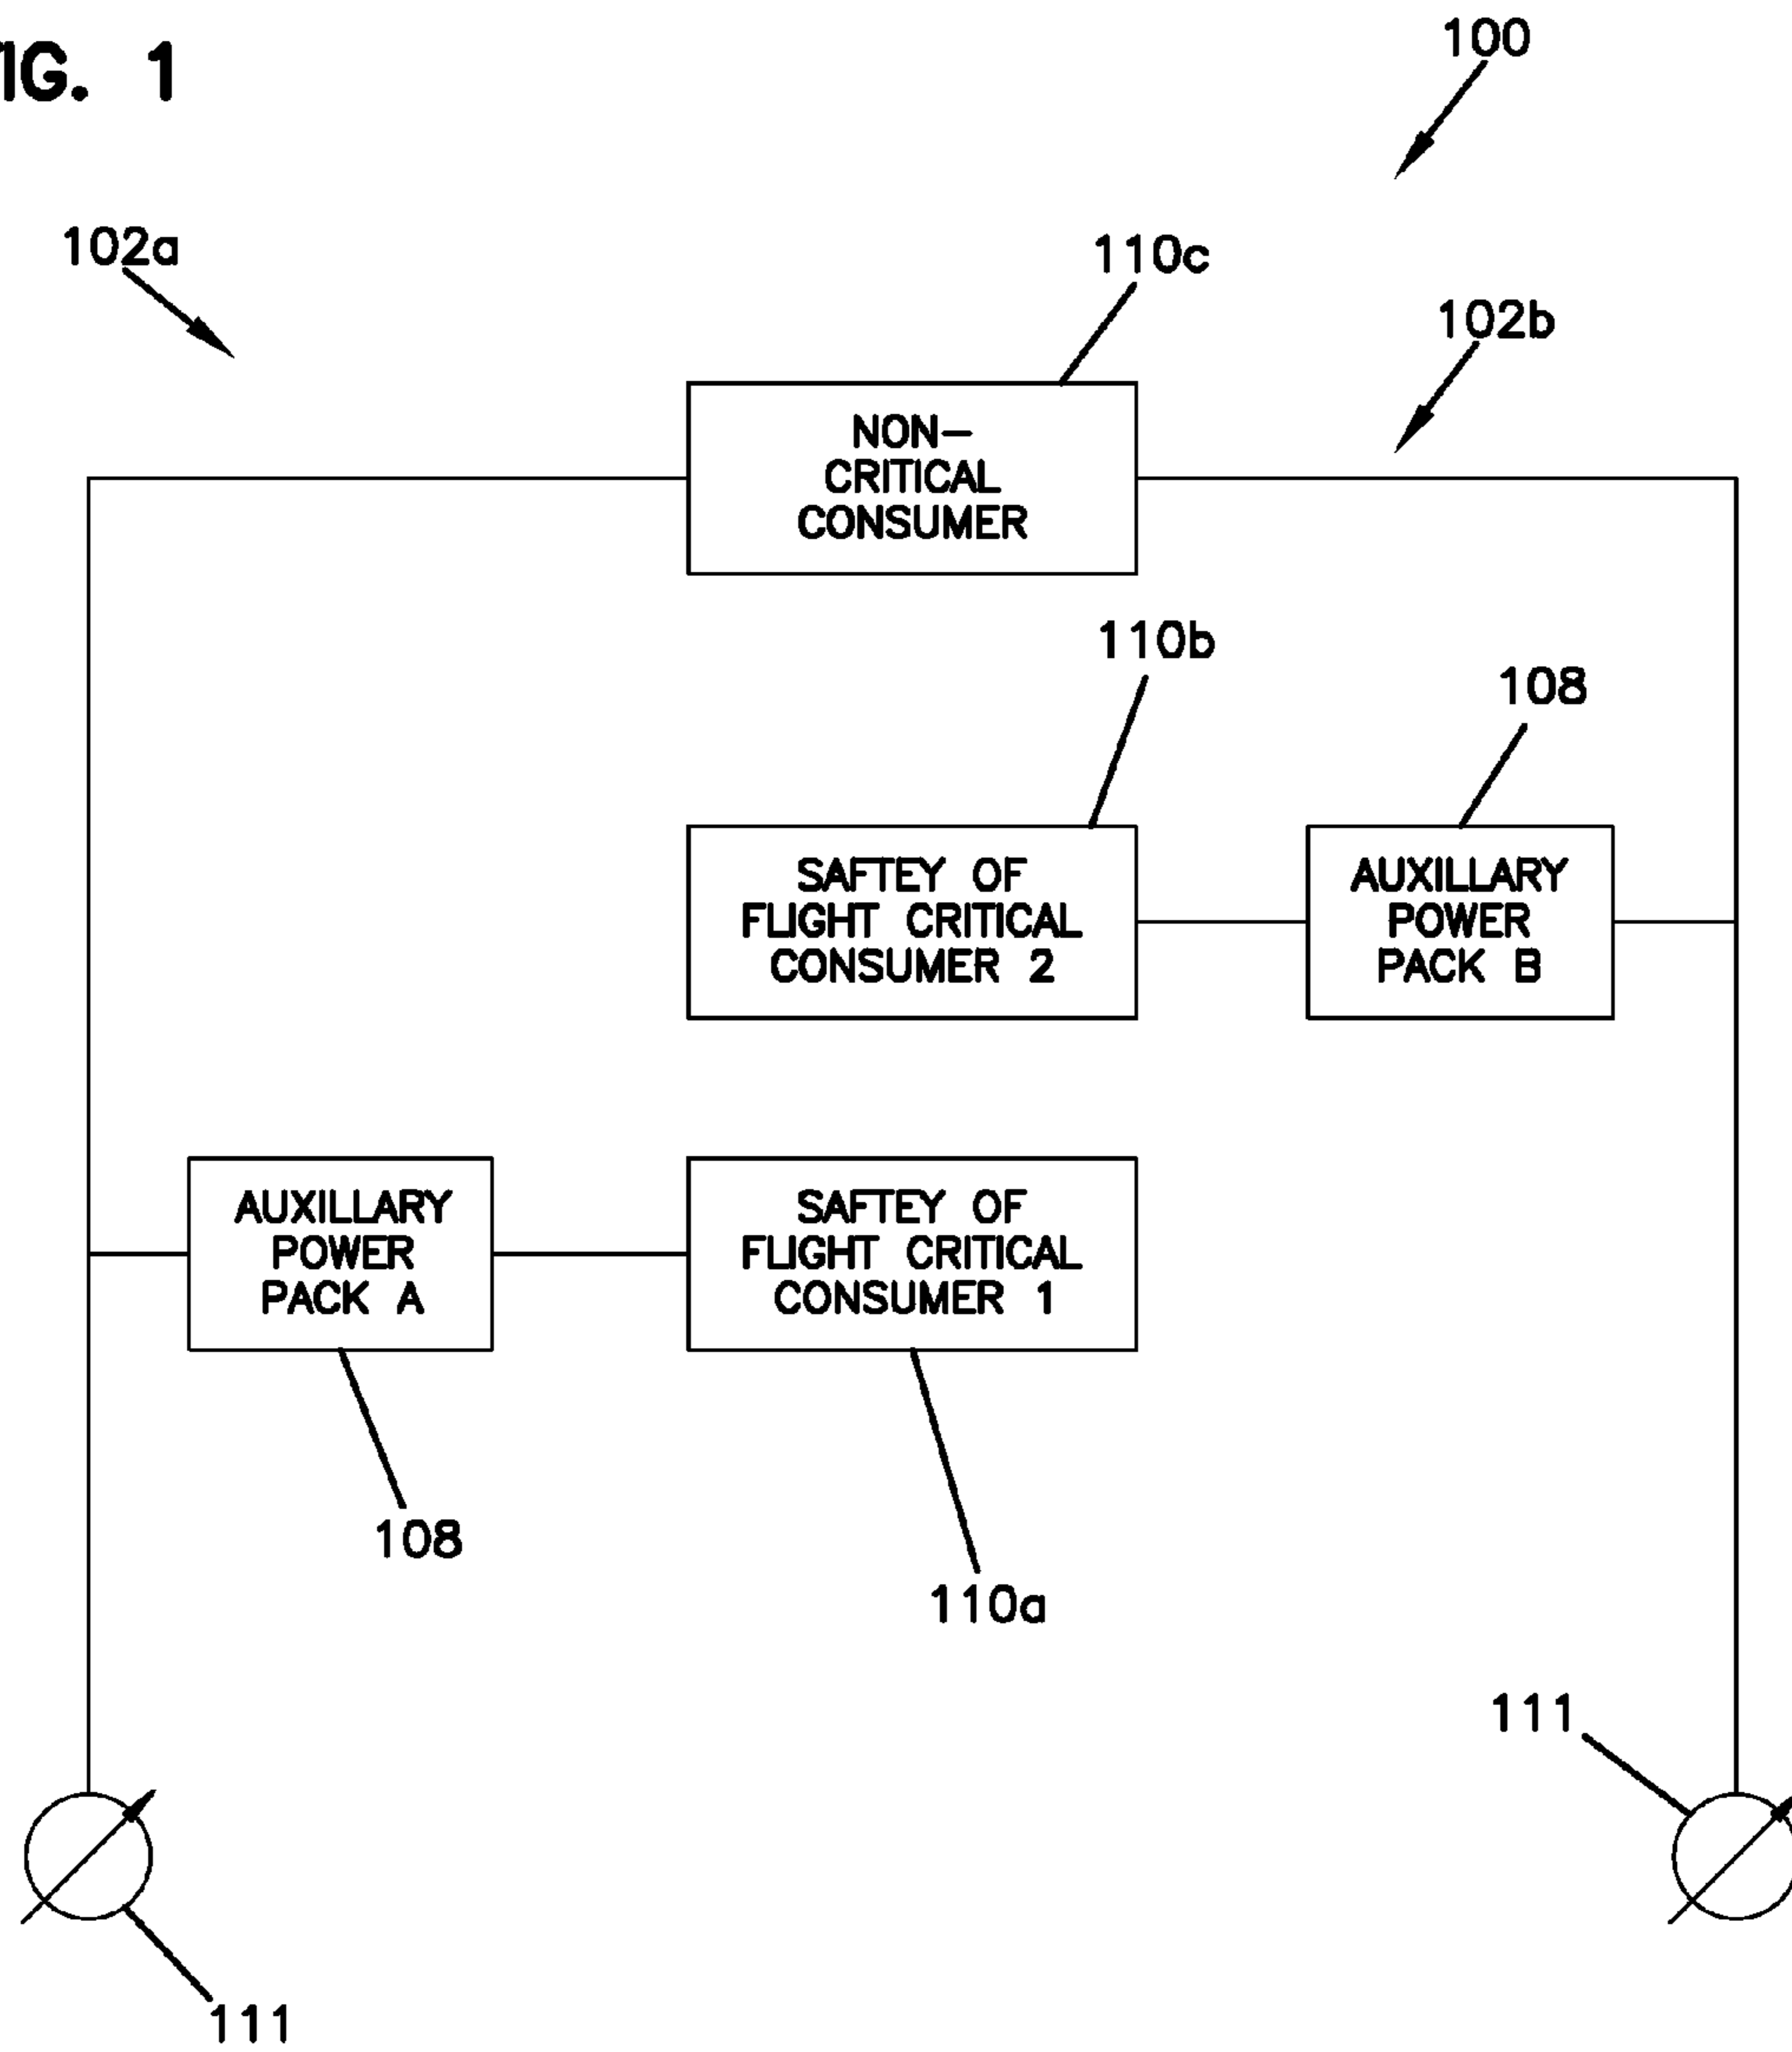 IG. 1
100
102a
110c
102b
NON-
CRITICAL
CONSUMER
110b
108
SAFTEY OF
FLIGHT CRITICAL
CONSUMER 2
AUXILLARY
POWER
PACK B
AUXILLARY
POWER
PACK A
SAFTEY OF
FLIGHT CRITICAL
CONSUMER 1
108
110a
111
111